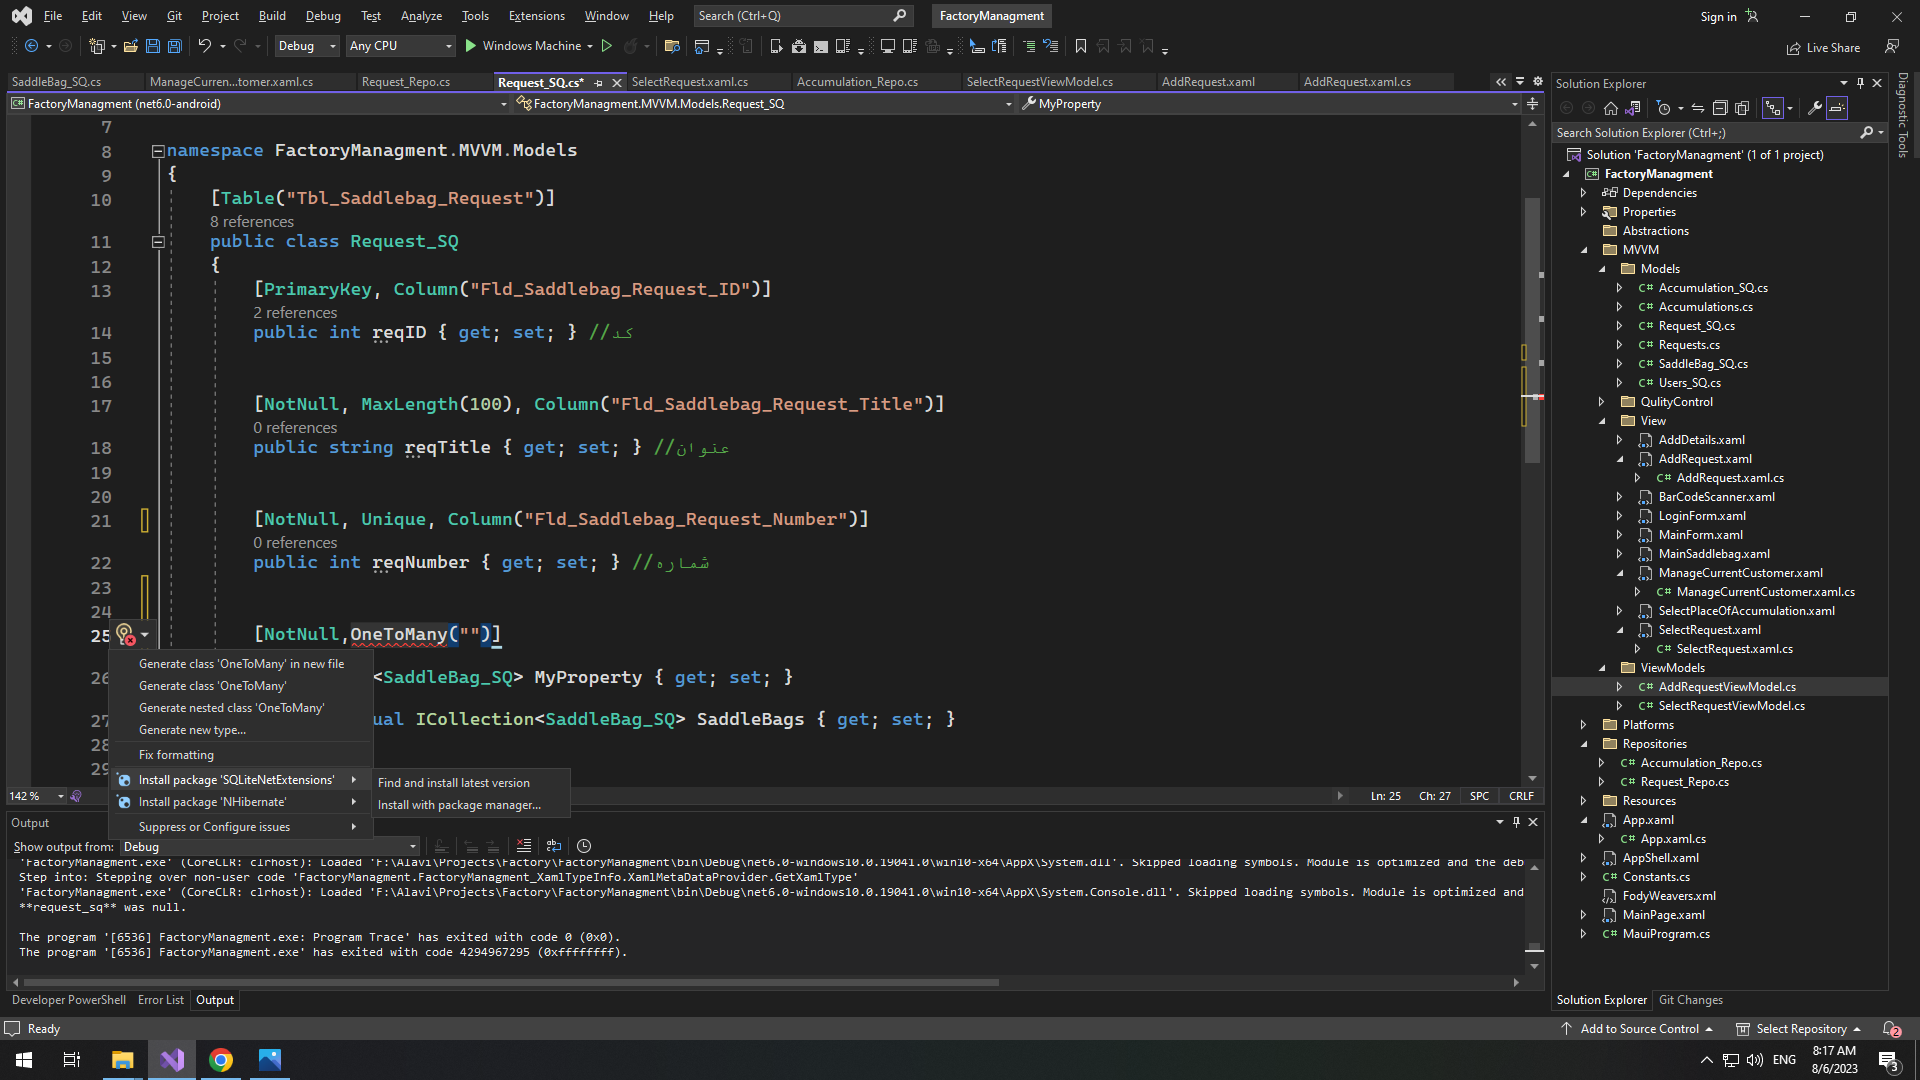 File Edit View Git Project Build Debug Test Analyze Tools Extensions Window Help Search (Ctrl+Q) FactoryManagment Sign in
Debug Any CPU Windows Machine Live Share
SaddleBag_SQ.cs ManageCurren...tomer.xaml.cs Request_Repo.cs Request_SQ.cs* SelectRequest.xaml.cs Accumulation_Repo.cs SelectRequestViewModel.cs AddRequest.xaml AddRequest.xaml.cs
FactoryManagment (net6.0-android) FactoryManagment.MVVM.Models.Request_SQ MyProperty
7
8 namespace FactoryManagment.MVVM.Models
9 {
10 [Table("Tbl_Saddlebag_Request")]
8 references
11 public class Request_SQ
12 {
13 [PrimaryKey, Column("Fld_Saddlebag_Request_ID")]
2 references
14 public int reqID { get; set; } //کد
15
16
17 [NotNull, MaxLength(100), Column("Fld_Saddlebag_Request_Title")]
0 references
18 public string reqTitle { get; set; } //عنوان
19
20
21 [NotNull, Unique, Column("Fld_Saddlebag_Request_Number")]
0 references
22 public int reqNumber { get; set; } //شماره
23
24
25 [NotNull,OneToMany("")]
26 <SaddleBag_SQ> MyProperty { get; set; }
27 ual ICollection<SaddleBag_SQ> SaddleBags { get; set; }
28
29
Generate class 'OneToMany' in new file
Generate class 'OneToMany'
Generate nested class 'OneToMany'
Generate new type...
Fix formatting
Install package 'SQLiteNetExtensions'
Install package 'NHibernate'
Suppress or Configure issues
Find and install latest version
Install with package manager...
142 % Ln: 25 Ch: 27 SPC CRLF
Output
Show output from: Debug
'FactoryManagment.exe' (CoreCLR: clrhost): Loaded 'F:\Alavi\Projects\Factory\FactoryManagment\bin\Debug\net6.0-windows10.0.19041.0\win10-x64\AppX\System.dll'. Skipped loading symbols. Module is optimized and the deb
Step into: Stepping over non-user code 'FactoryManagment.FactoryManagment_XamlTypeInfo.XamlMetaDataProvider.GetXamlType'
'FactoryManagment.exe' (CoreCLR: clrhost): Loaded 'F:\Alavi\Projects\Factory\FactoryManagment\bin\Debug\net6.0-windows10.0.19041.0\win10-x64\AppX\System.Console.dll'. Skipped loading symbols. Module is optimized and
**request_sq** was null.
The program '[6536] FactoryManagment.exe: Program Trace' has exited with code 0 (0x0).
The program '[6536] FactoryManagment.exe' has exited with code 4294967295 (0xffffffff).
Developer PowerShell Error List Output
Solution Explorer
Search Solution Explorer (Ctrl+;)
Solution 'FactoryManagment' (1 of 1 project)
FactoryManagment
Dependencies
Properties
Abstractions
MVVM
Models
C# Accumulation_SQ.cs
C# Accumulations.cs
C# Request_SQ.cs
C# Requests.cs
C# SaddleBag_SQ.cs
C# Users_SQ.cs
QulityControl
View
AddDetails.xaml
AddRequest.xaml
C# AddRequest.xaml.cs
BarCodeScanner.xaml
LoginForm.xaml
MainForm.xaml
MainSaddlebag.xaml
ManageCurrentCustomer.xaml
C# ManageCurrentCustomer.xaml.cs
SelectPlaceOfAccumulation.xaml
SelectRequest.xaml
C# SelectRequest.xaml.cs
ViewModels
C# AddRequestViewModel.cs
C# SelectRequestViewModel.cs
Platforms
Repositories
C# Accumulation_Repo.cs
C# Request_Repo.cs
Resources
App.xaml
C# App.xaml.cs
AppShell.xaml
C# Constants.cs
FodyWeavers.xml
MainPage.xaml
C# MauiProgram.cs
Solution Explorer Git Changes
Diagnostic Tools
Ready Add to Source Control Select Repository 2
ENG 8:17 AM
8/6/2023 3